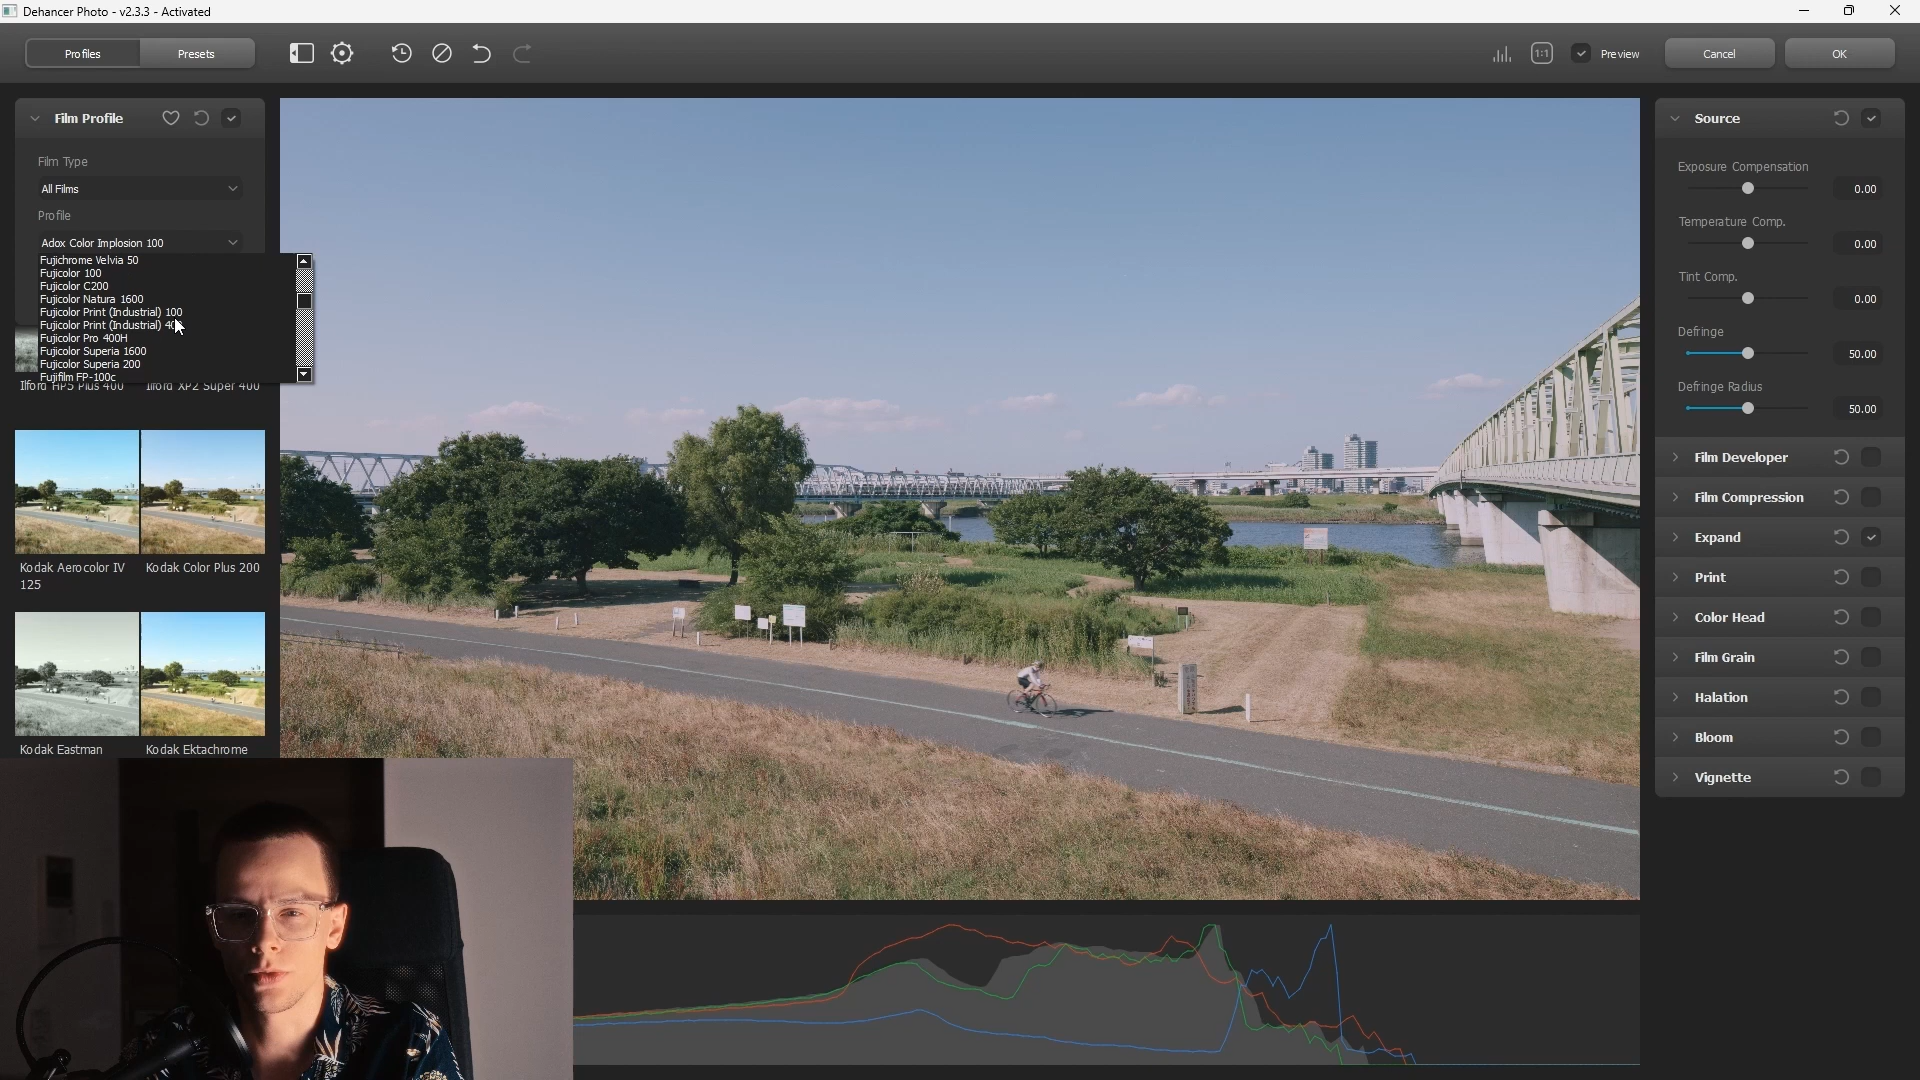 Dehancer Photo - v2.3.3 - Activated
Profiles
Presets
1:1
Preview
Cancel
OK
Film Profile
Film Type
All Films
Profile
Adox Color Implosion 100
Fujichrome Velvia 50
Fujicolor 100
Fujicolor C200
Fujicolor Natura 1600
Fujicolor Print (Industrial) 100
Fujicolor Print (Industrial)
Fujicolor Pro 400H
Fujicolor Superia 1600
Fujicolor Superia 200
Fujifilm FP-100c
Ilford HP5 Plus 400
Ilford XP2 Super 400
Kodak Aerocolor IV
125
Kodak Color Plus 200
Kodak Eastman
Kodak Ektachrome
Source
Exposure Compensation
0.00
Temperature Comp.
0.00
Tint Comp.
0.00
Defringe
50.00
Defringe Radius
50.00
Film Developer
Film Compression
Expand
Print
Color Head
Film Grain
Halation
Bloom
Vignette